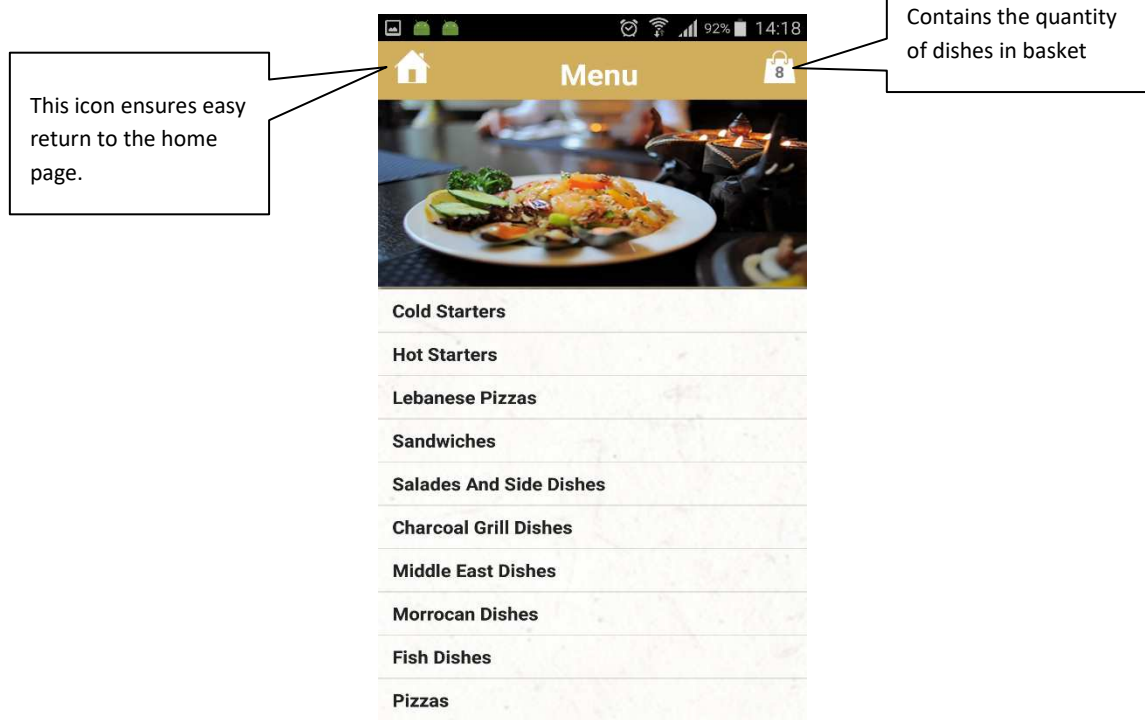 92% 14:18
Menu
8
This icon ensures easy
return to the home
page.
Contains the quantity
of dishes in basket
Cold Starters
Hot Starters
Lebanese Pizzas
Sandwiches
Salades And Side Dishes
Charcoal Grill Dishes
Middle East Dishes
Morrocan Dishes
Fish Dishes
Pizzas